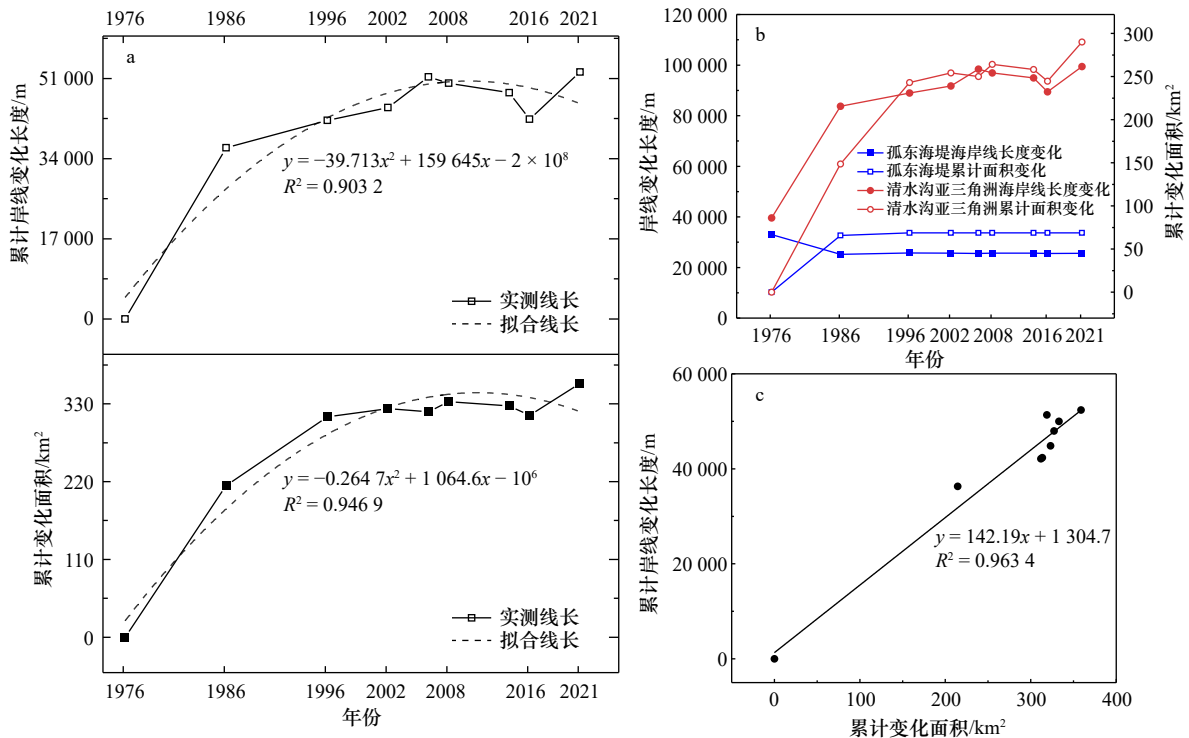 1976 1986 1996 2002 2008 2016 2021
a
51 000
34 000
17 000
0
累计岸线变化长度/m
y = −39.713x² + 159 645x − 2 × 10⁸
R² = 0.903 2
实测线长
拟合线长
330
220
110
0
累计变化面积/km²
y = −0.264 7x² + 1 064.6x − 10⁶
R² = 0.946 9
实测线长
拟合线长
1976 1986 1996 2002 2008 2016 2021
年份
b
120 000
100 000
80 000
60 000
40 000
20 000
0
岸线变化长度/m
300
250
200
150
100
50
0
累计变化面积/km²
孤东海堤海岸线长度变化
孤东海堤累计面积变化
清水沟亚三角洲海岸线长度变化
清水沟亚三角洲累计面积变化
1976 1986 1996 2002 2008 2016 2021
年份
c
60 000
40 000
20 000
0
累计岸线变化长度/m
y = 142.19x + 1 304.7
R² = 0.963 4
0 100 200 300 400
累计变化面积/km²